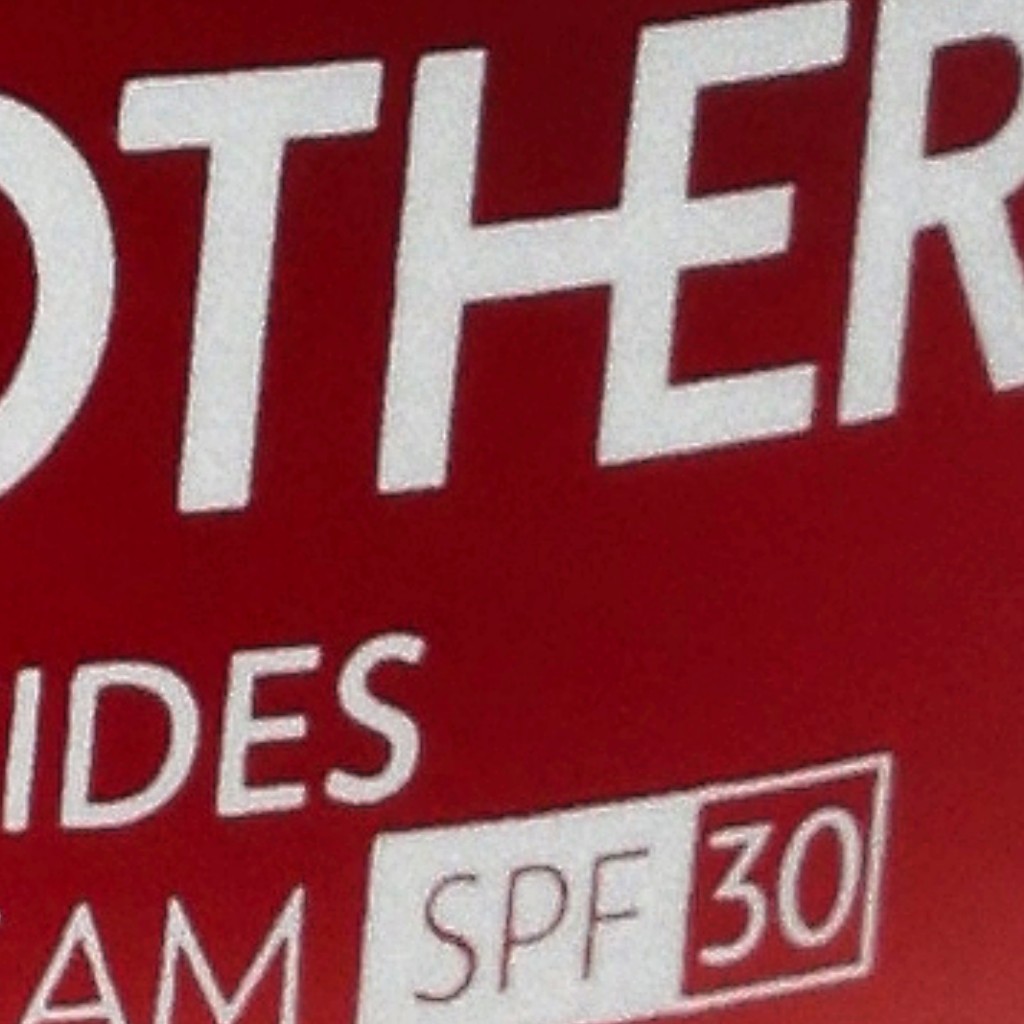 OTHER
IDES
AM SPF 30